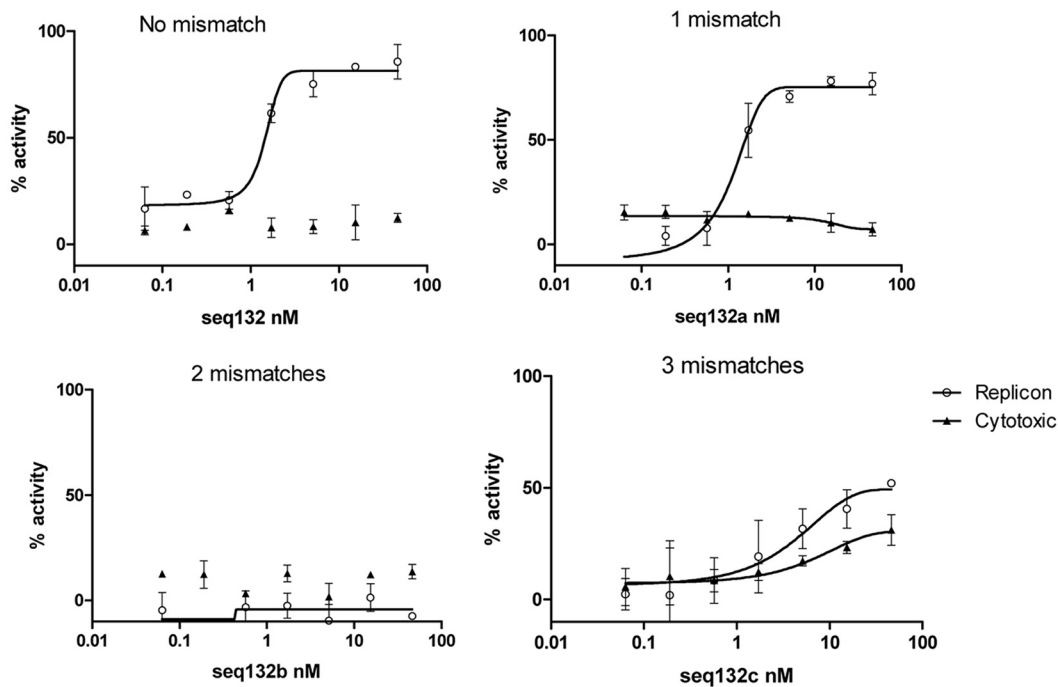 No mismatch
100
50
0
% activity
0.01 0.1 1 10 100
seq132 nM
1 mismatch
100
50
0
% activity
0.01 0.1 1 10 100
seq132a nM
2 mismatches
100
50
0
% activity
0.01 0.1 1 10 100
seq132b nM
3 mismatches
100
50
0
% activity
0.01 0.1 1 10 100
seq132c nM
Replicon
Cytotoxic